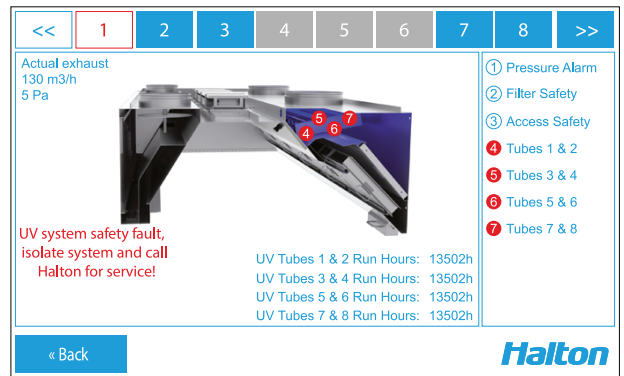 << 1 2 3 4 5 6 7 8 >>
Actual exhaust
130 m3/h
5 Pa
5 7
4 6
UV system safety fault,
isolate system and call
Halton for service!
UV Tubes 1 & 2 Run Hours: 13502h
UV Tubes 3 & 4 Run Hours: 13502h
UV Tubes 5 & 6 Run Hours: 13502h
UV Tubes 7 & 8 Run Hours: 13502h
1 Pressure Alarm
2 Filter Safety
3 Access Safety
4 Tubes 1 & 2
5 Tubes 3 & 4
6 Tubes 5 & 6
7 Tubes 7 & 8
« Back
Halton